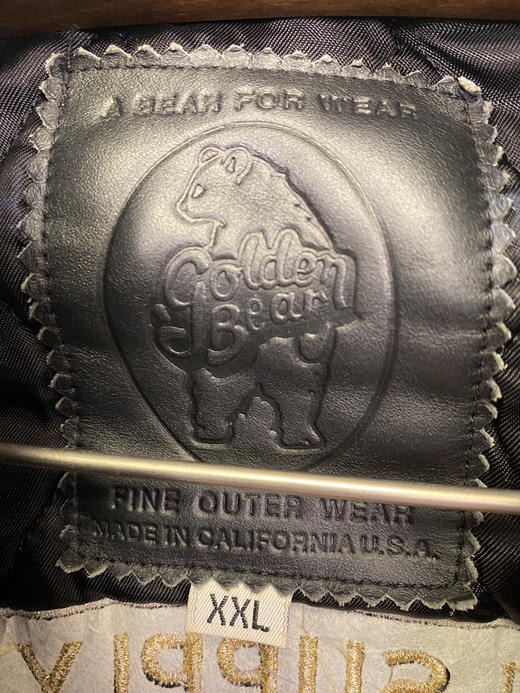 A BEAR FOR WEAR
Golden
Bear
FINE OUTER WEAR
MADE IN CALIFORNIA U.S.A.
XXL